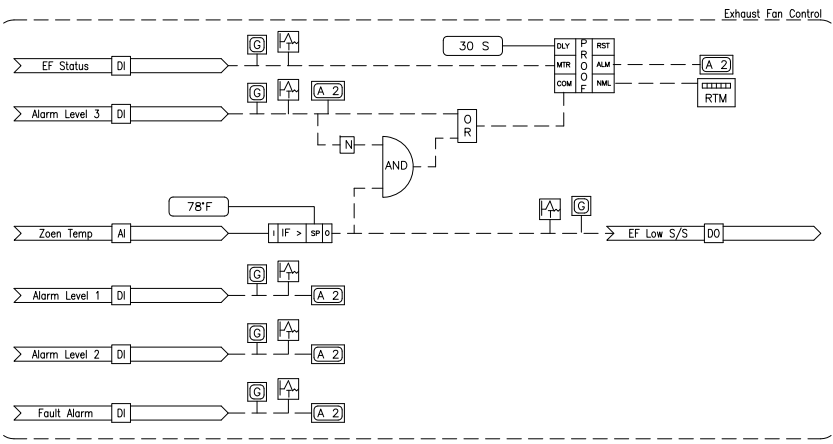 Exhaust Fan Control
G
30 S
DLY P RST
EF Status DI
MTR R O ALM
A 2
COM O F NML
RTM
G
A 2
Alarm Level 3 DI
O R
N
AND
78°F
G
Zoen Temp AI
I IF > SP O
EF Low S/S DO
G
Alarm Level 1 DI
A 2
G
Alarm Level 2 DI
A 2
G
Fault Alarm DI
A 2